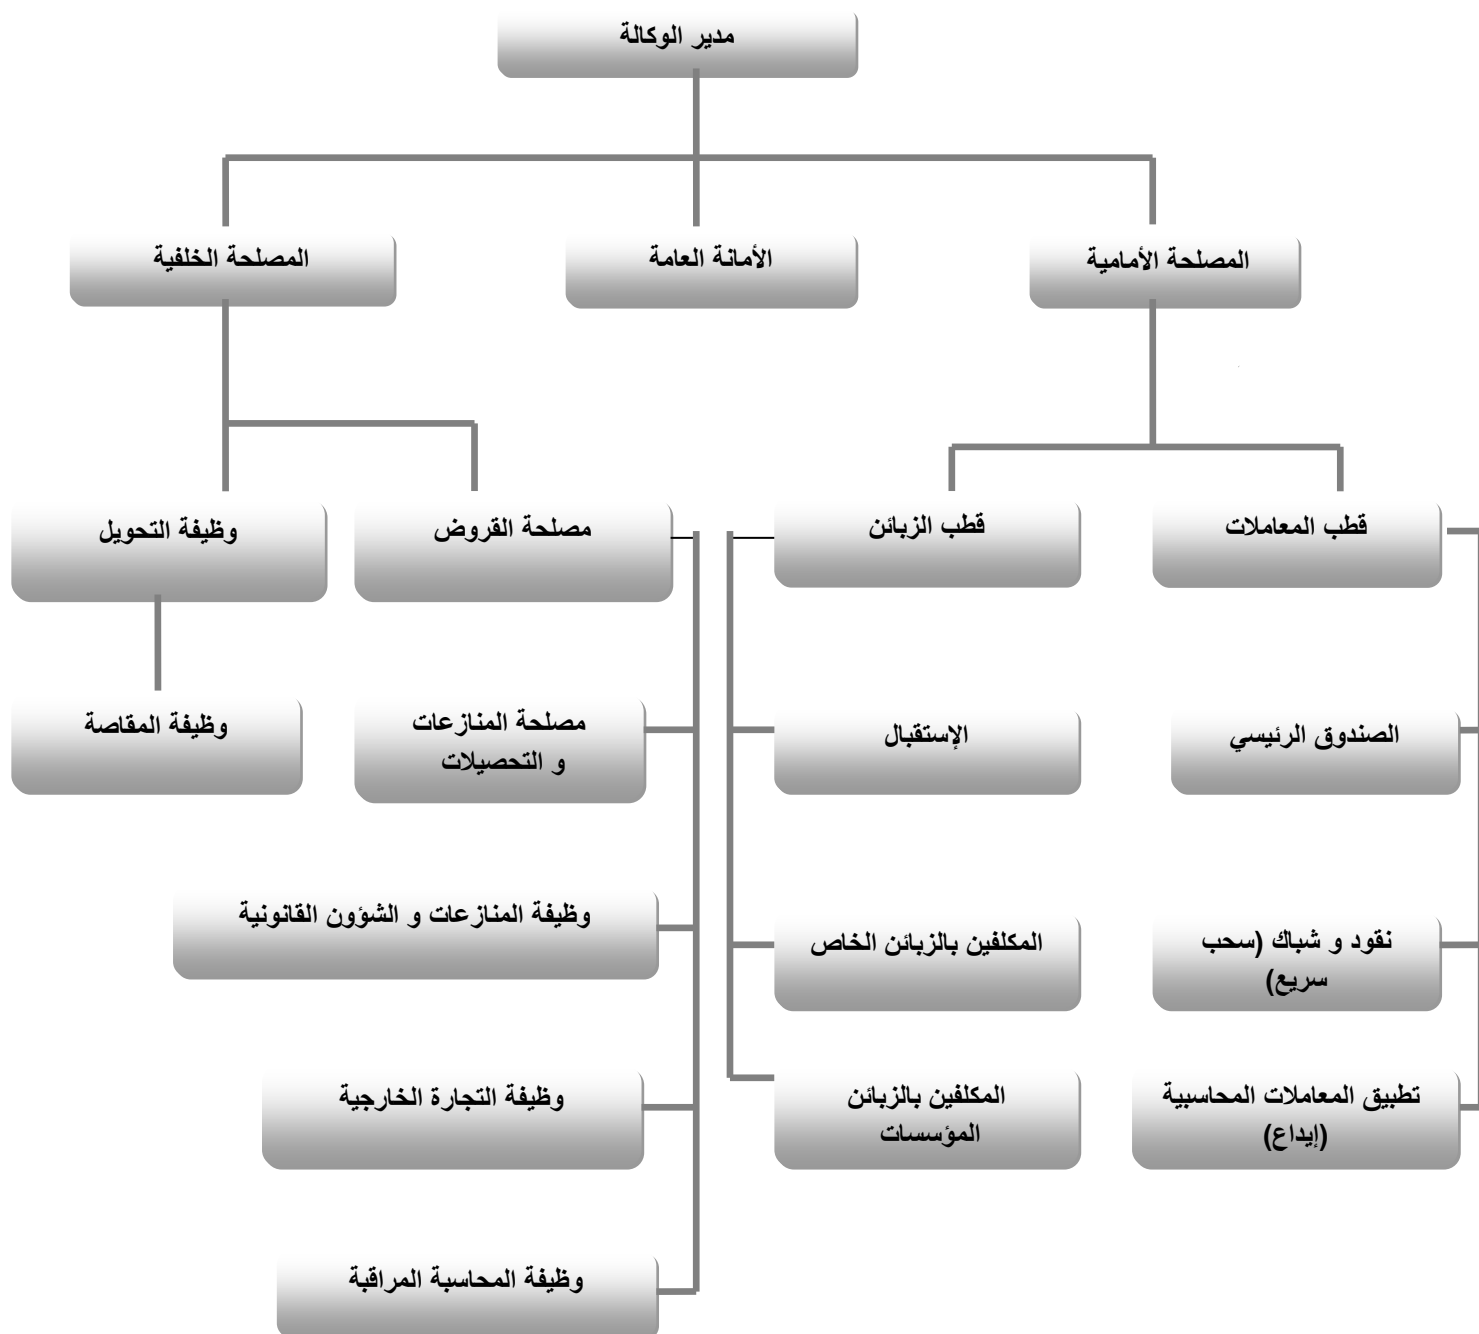 مدير الوكالة
المصلحة الأمامية
الأمانة العامة
المصلحة الخلفية
قطب المعاملات
قطب الزبائن
مصلحة القروض
وظيفة التحويل
الصندوق الرئيسي
الإستقبال
مصلحة المنازعات
و التحصيلات
وظيفة المقاصة
نقود و شباك (سحب
سريع)
المكلفين بالزبائن الخاص
وظيفة المنازعات و الشؤون القانونية
تطبيق المعاملات المحاسبية
(إيداع)
المكلفين بالزبائن
المؤسسات
وظيفة التجارة الخارجية
وظيفة المحاسبة المراقبة